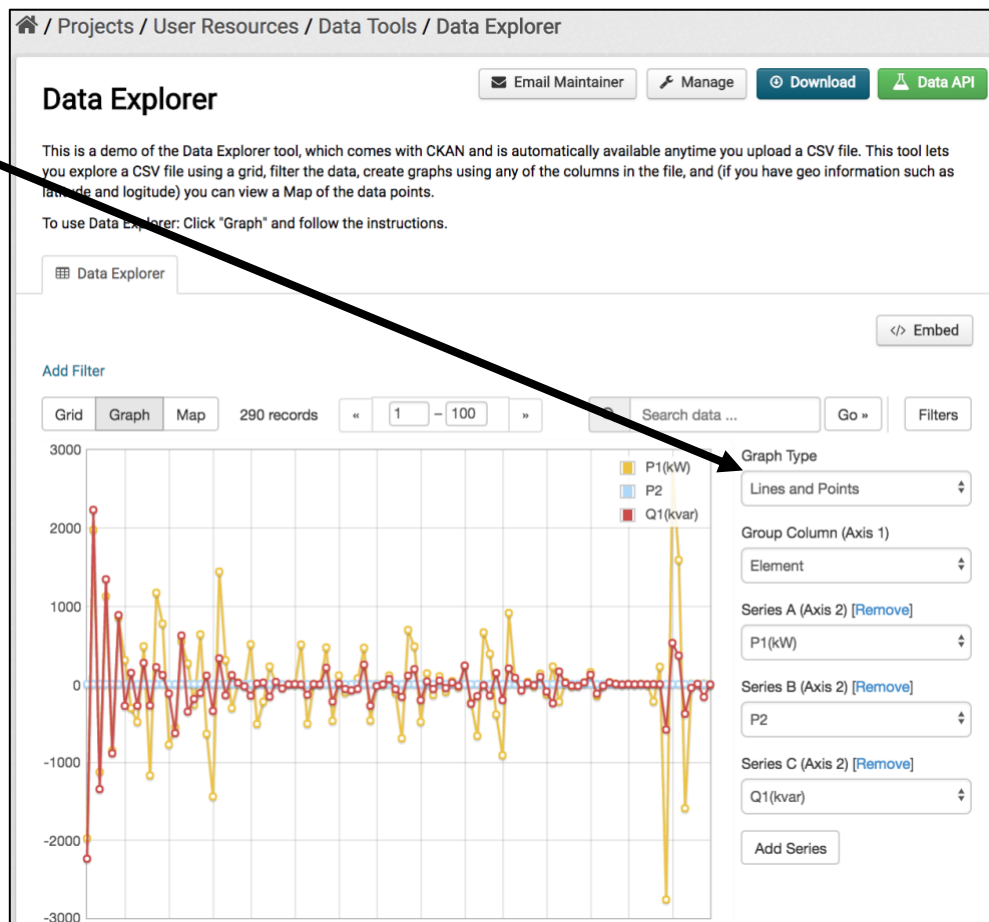 / Projects / User Resources / Data Tools / Data Explorer
Data Explorer
Email Maintainer
Manage
Download
Data API
This is a demo of the Data Explorer tool, which comes with CKAN and is automatically available anytime you upload a CSV file. This tool lets
you explore a CSV file using a grid, filter the data, create graphs using any of the columns in the file, and (if you have geo information such as
latitude and logitude) you can view a Map of the data points.
To use Data Explorer: Click "Graph" and follow the instructions.
Data Explorer
</> Embed
Add Filter
Grid
Graph
Map
290 records
«
1
–
100
»
Search data ...
Go »
Filters
3000
2000
1000
0
-1000
-2000
-3000
P1(kW)
P2
Q1(kvar)
Graph Type
Lines and Points
Group Column (Axis 1)
Element
Series A (Axis 2) [Remove]
P1(kW)
Series B (Axis 2) [Remove]
P2
Series C (Axis 2) [Remove]
Q1(kvar)
Add Series